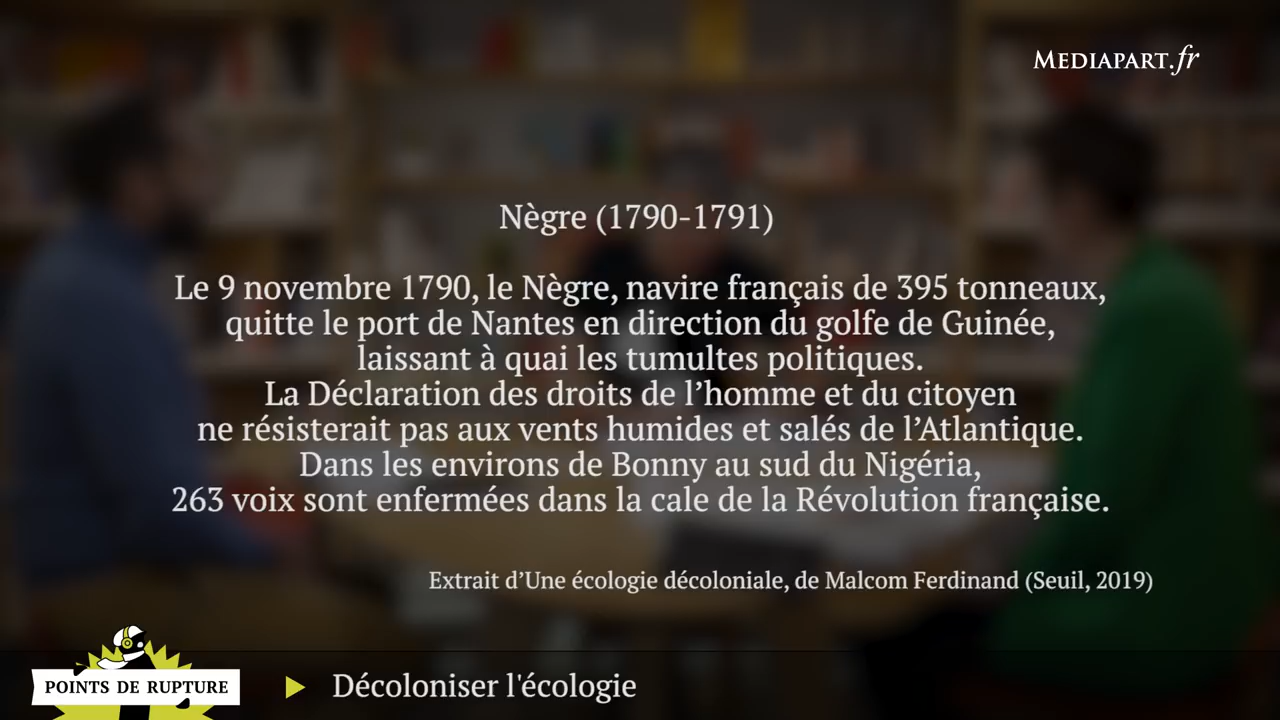 MEDIAPART.fr
Nègre (1790-1791)
Le 9 novembre 1790, le Nègre, navire français de 395 tonneaux,
quitte le port de Nantes en direction du golfe de Guinée,
laissant à quai les tumultes politiques.
La Déclaration des droits de l’homme et du citoyen
ne résisterait pas aux vents humides et salés de l’Atlantique.
Dans les environs de Bonny au sud du Nigéria,
263 voix sont enfermées dans la cale de la Révolution française.
Extrait d’Une écologie décoloniale, de Malcom Ferdinand (Seuil, 2019)
POINTS DE RUPTURE
Décoloniser l'écologie